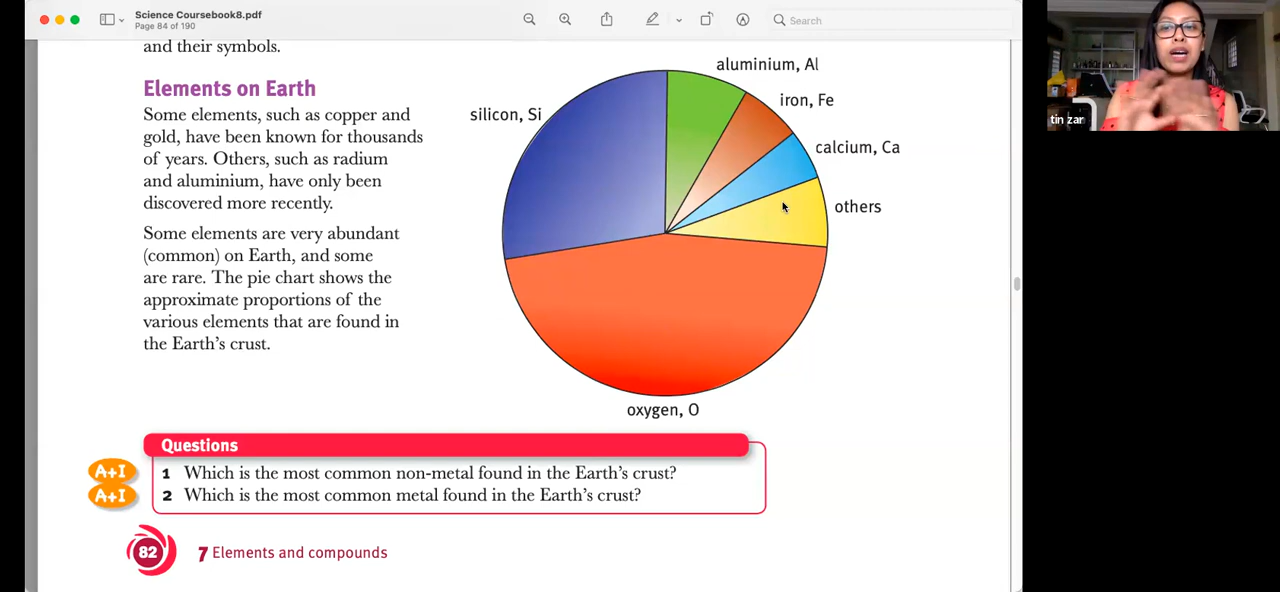 Science Coursebook8.pdf
Page 84 of 190
Search
tin zar
and their symbols.
Elements on Earth
Some elements, such as copper and
gold, have been known for thousands
of years. Others, such as radium
and aluminium, have only been
discovered more recently.
Some elements are very abundant
(common) on Earth, and some
are rare. The pie chart shows the
approximate proportions of the
various elements that are found in
the Earth's crust.
aluminium, Al
iron, Fe
silicon, Si
calcium, Ca
others
oxygen, O
Questions
A+I 1 Which is the most common non-metal found in the Earth's crust?
A+I 2 Which is the most common metal found in the Earth's crust?
82 7 Elements and compounds